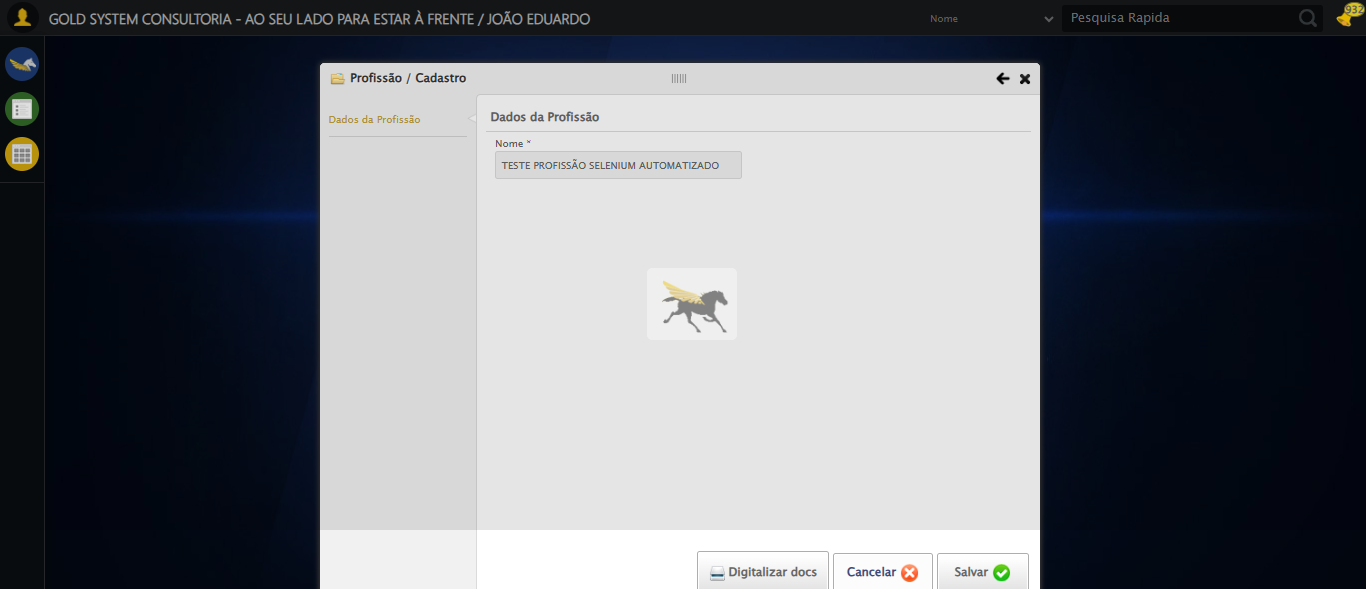 GOLD SYSTEM CONSULTORIA - AO SEU LADO PARA ESTAR À FRENTE / JOÃO EDUARDO
Nome
Pesquisa Rapida
932
Profissão / Cadastro
Dados da Profissão
Dados da Profissão
Nome *
TESTE PROFISSÃO SELENIUM AUTOMATIZADO
Digitalizar docs
Cancelar
Salvar